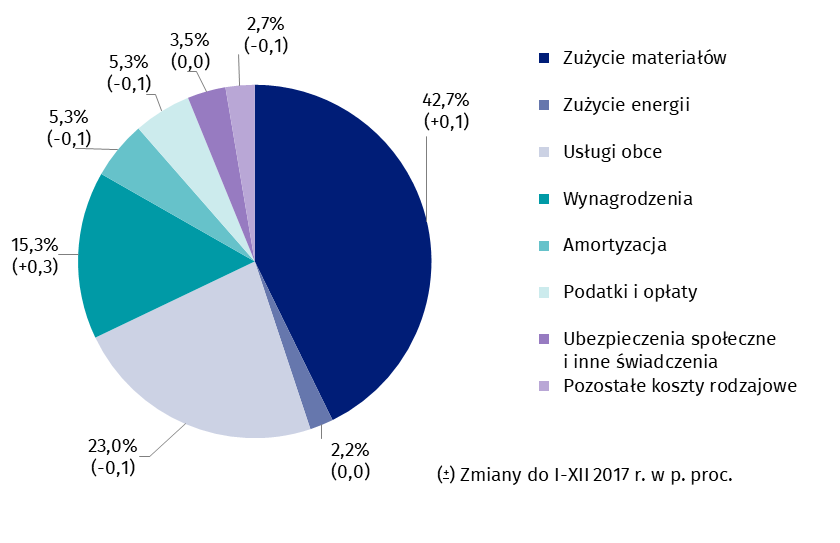 2,7%
(-0,1)
3,5%
(0,0)
5,3%
(-0,1)
5,3%
(-0,1)
15,3%
(+0,3)
23,0%
(-0,1)
2,2%
(0,0)
42,7%
(+0,1)
Zużycie materiałów
Zużycie energii
Usługi obce
Wynagrodzenia
Amortyzacja
Podatki i opłaty
Ubezpieczenia społeczne
i inne świadczenia
Pozostałe koszty rodzajowe
(±) Zmiany do I-XII 2017 r. w p. proc.